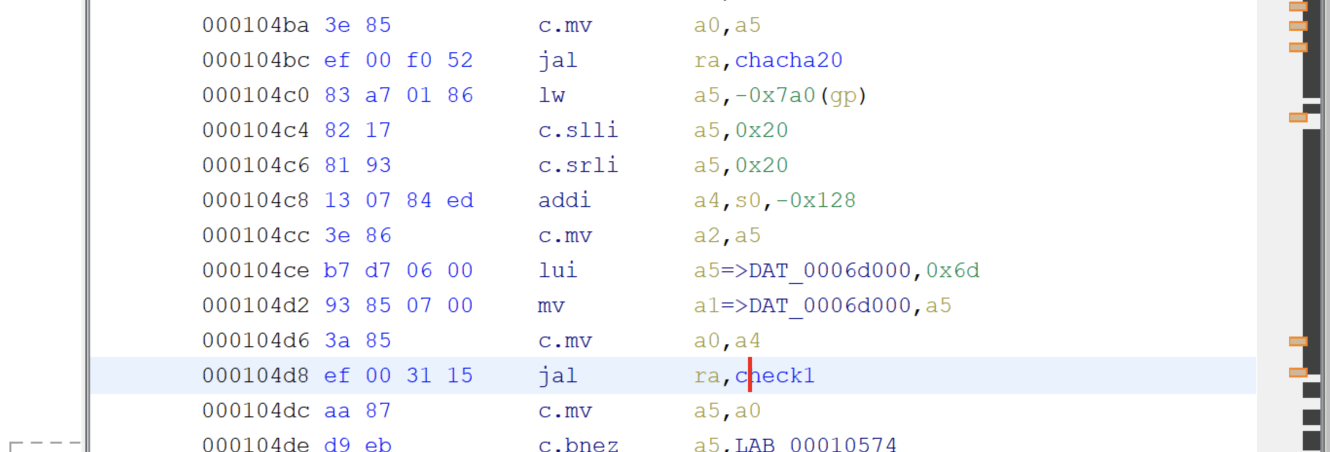 000104ba 3e 85 c.mv a0,a5
000104bc ef 00 f0 52 jal ra,chacha20
000104c0 83 a7 01 86 lw a5,-0x7a0(gp)
000104c4 82 17 c.slli a5,0x20
000104c6 81 93 c.srli a5,0x20
000104c8 13 07 84 ed addi a4,s0,-0x128
000104cc 3e 86 c.mv a2,a5
000104ce b7 d7 06 00 lui a5=>DAT_0006d000,0x6d
000104d2 93 85 07 00 mv a1=>DAT_0006d000,a5
000104d6 3a 85 c.mv a0,a4
000104d8 ef 00 31 15 jal ra,check1
000104dc aa 87 c.mv a5,a0
000104de d9 eb c.bnez a5,LAB_00010574